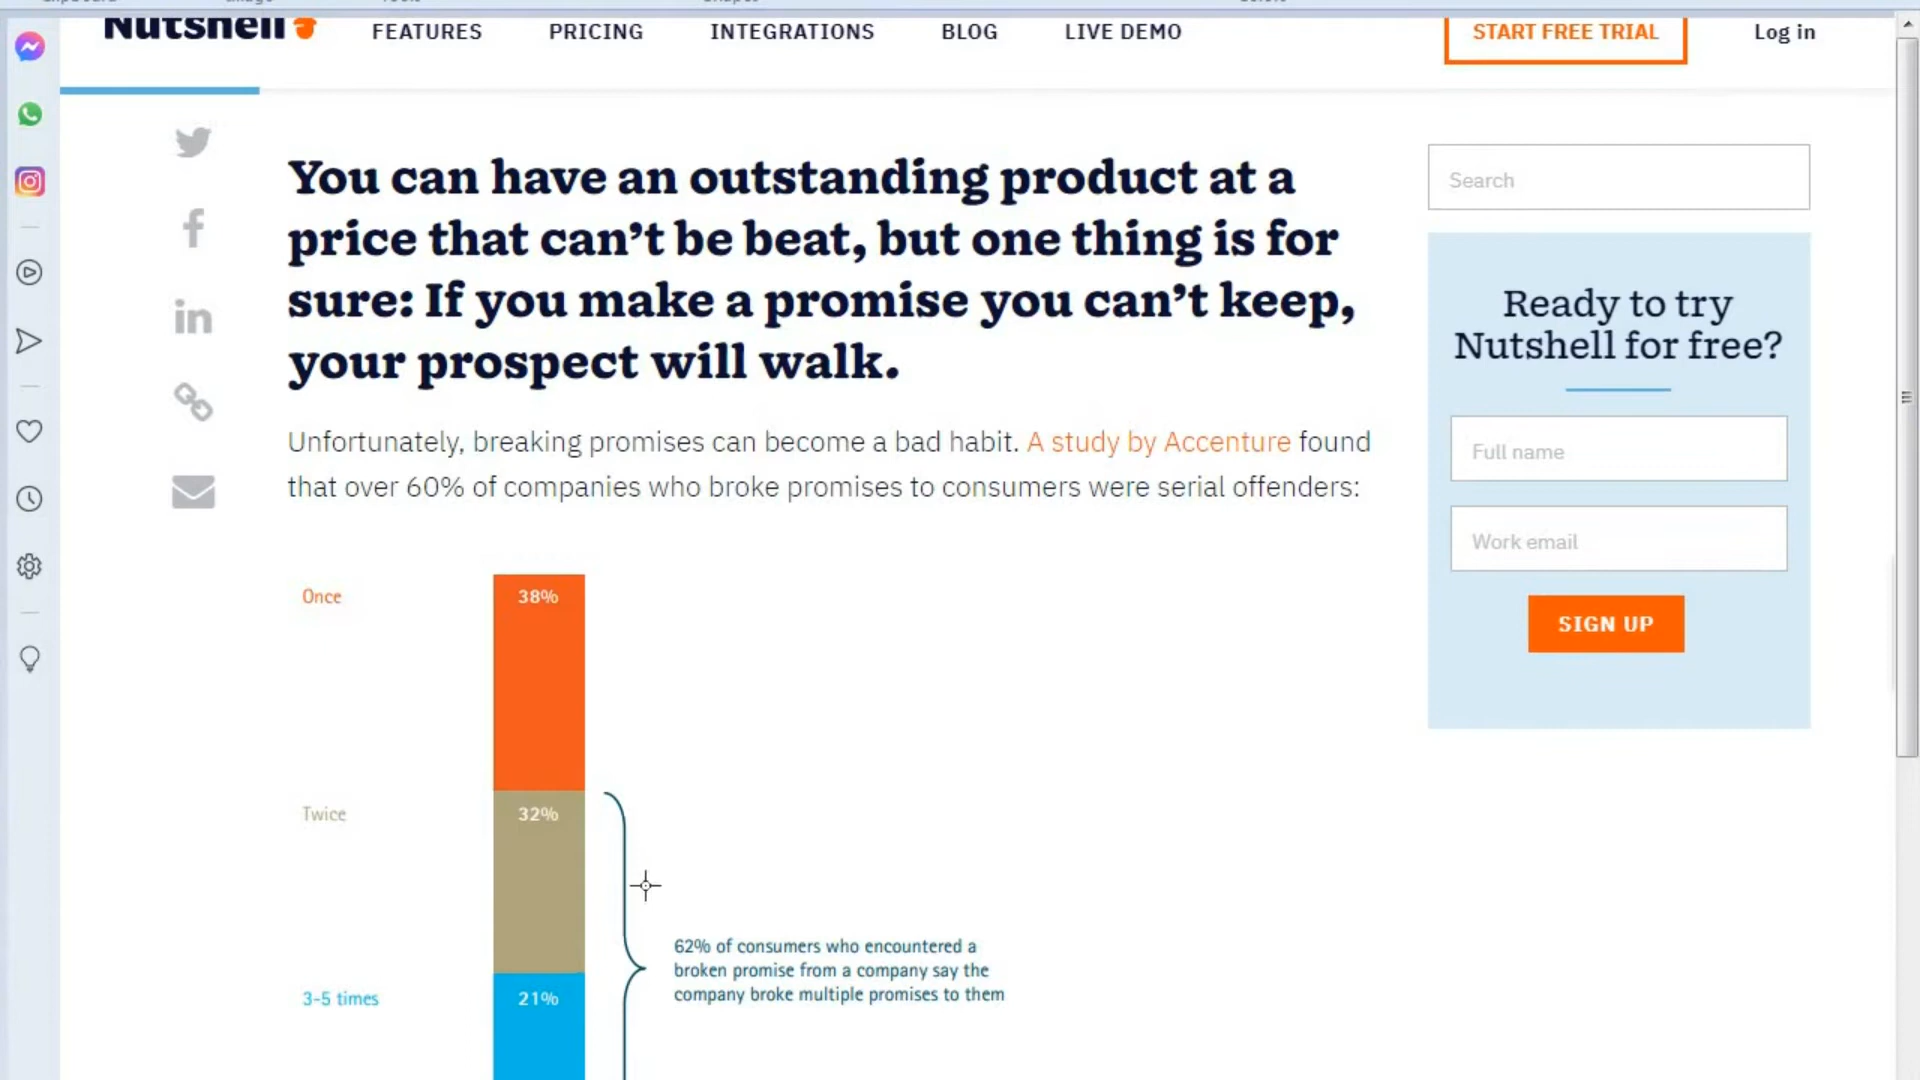 Nutshell
FEATURES
PRICING
INTEGRATIONS
BLOG
LIVE DEMO
START FREE TRIAL
Log in
You can have an outstanding product at a
price that can’t be beat, but one thing is for
sure: If you make a promise you can’t keep,
your prospect will walk.
Unfortunately, breaking promises can become a bad habit. A study by Accenture found
that over 60% of companies who broke promises to consumers were serial offenders:
Once
38%
Twice
32%
62% of consumers who encountered a
broken promise from a company say the
company broke multiple promises to them
3-5 times
21%
Search
Ready to try
Nutshell for free?
Full name
Work email
SIGN UP